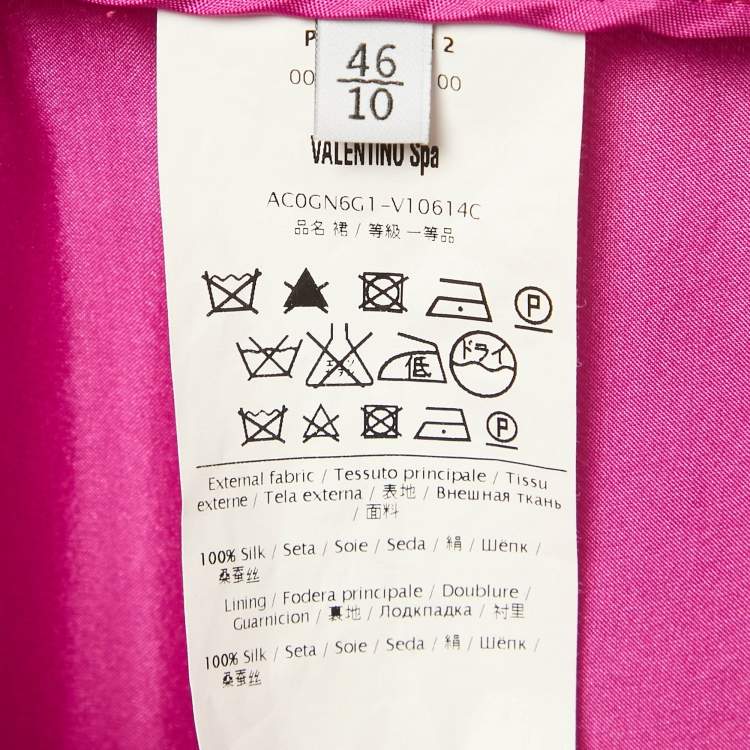 P 2
46
10
00 00
VALENTINO Spa
AC0GN6G1-V10614C
品名 裙 / 等級 一等品
P
低 ドライ
P
External fabric / Tessuto principale / Tissu
externe / Tela externa / 表地 / Внешная ткань
/ 面料
100% Silk / Seta / Soie / Seda / 絹 / Шёпк /
桑蚕丝
Lining / Fodera principale / Doublure /
Guarnicion / 裏地 / Лодкпадка / 衬里
100% Silk / Seta / Soie / Seda / 絹 / Шёпк /
桑蚕丝